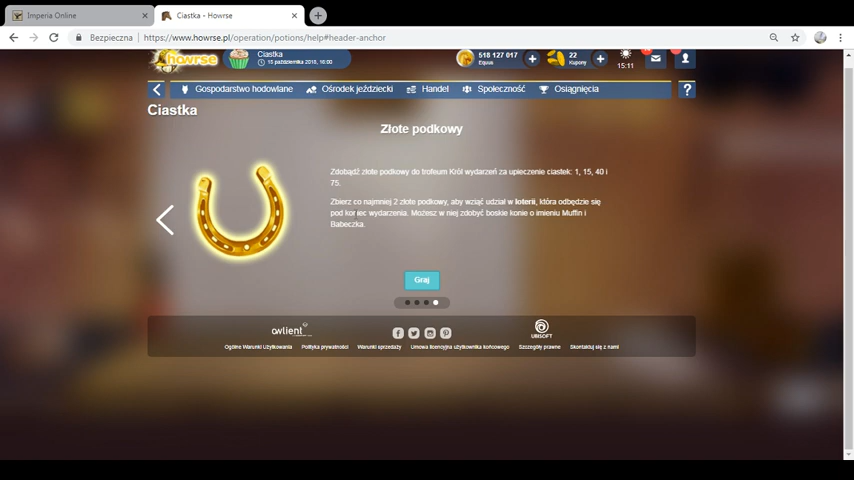 Imperia Online
Ciastka - Howrse
Bezpieczna https://www.howrse.pl/operation/potions/help#header-anchor
howrse
Ciastka
15 października 2018, 16:00
518 127 017
Equus
22
Kupony
15:11
Gospodarstwo hodowlane
Ośrodek jeździecki
Handel
Społeczność
Osiągnięcia
?
Ciastka
Złote podkowy
Zdobądź złote podkowy do trofeum Król wydarzeń za upieczenie ciastek: 1, 15, 40 i
75.
Zbierz co najmniej 2 złote podkowy, aby wziąć udział w loterii, która odbędzie się
pod koniec wydarzenia. Możesz w niej zdobyć boskie konie o imieniu Muffin i
Babeczka.
Graj
owlient
UBISOFT
Ogólne Warunki Użytkowania
Polityka prywatności
Warunki sprzedaży
Umowa licencyjna użytkownika końcowego
Szczegóły prawne
Skontaktuj się z nami